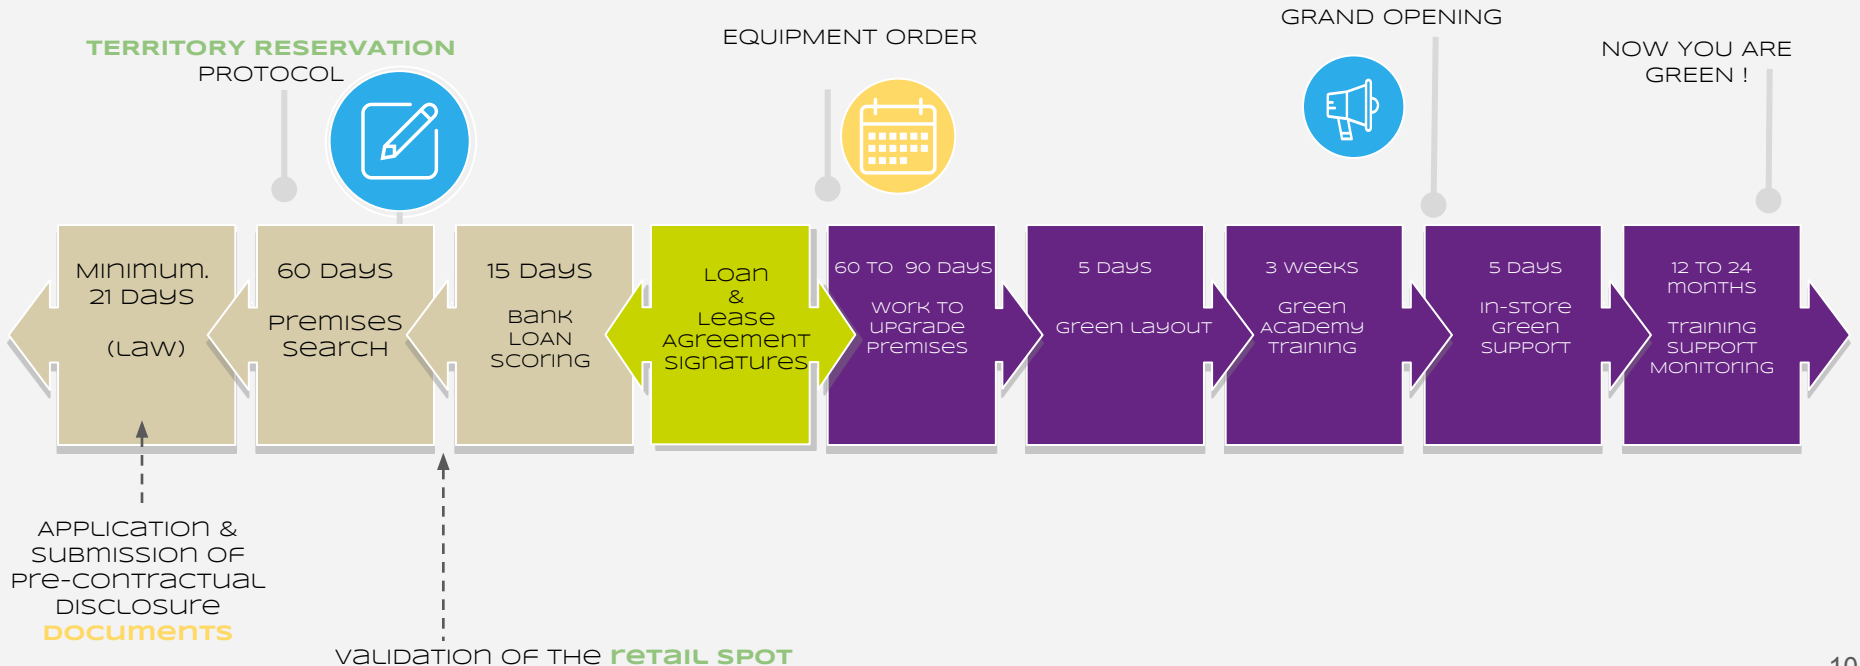 TERRITORY RESERVATION
PROTOCOL
EQUIPMENT ORDER
GRAND OPENING
NOW YOU ARE
GREEN !
MINIMUM.
21 DAYS
(LAW)
60 DAYS
PREMISES
SEARCH
15 DAYS
BANK
LOAN
SCORING
LOAN
&
LEASE
AGREEMENT
SIGNATURES
60 TO 90 DAYS
WORK TO
UPGRADE
PREMISES
5 DAYS
GREEN LAYOUT
3 WEEKS
GREEN
ACADEMY
TRAINING
5 DAYS
IN-STORE
GREEN
SUPPORT
12 TO 24
MONTHS
TRAINING
SUPPORT
MONITORING
APPLICATION &
SUBMISSION OF
PRE-CONTRACTUAL
DISCLOSURE
DOCUMENTS
VALIDATION OF THE RETAIL SPOT
10